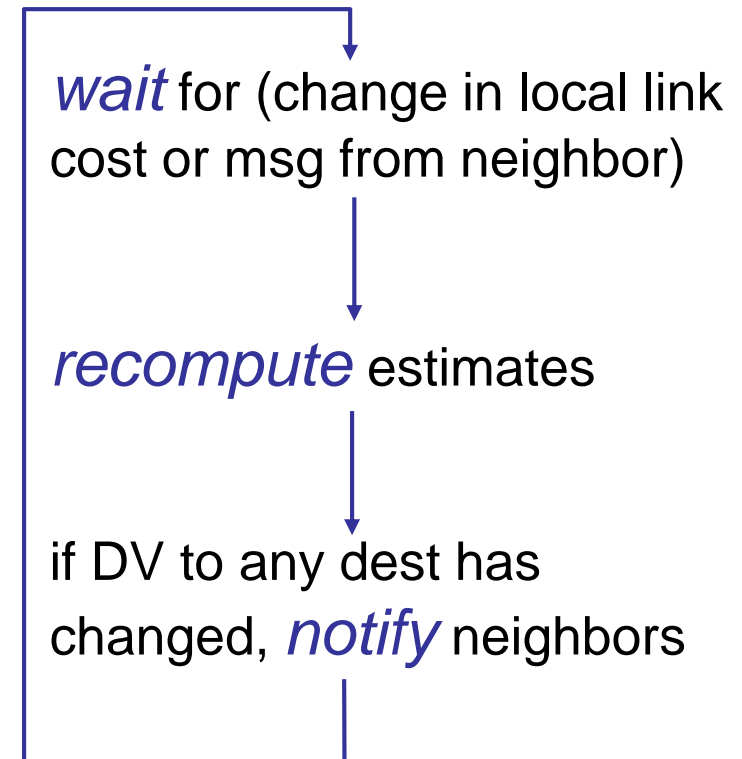 wait for (change in local link
cost or msg from neighbor)
recompute estimates
if DV to any dest has
changed, notify neighbors